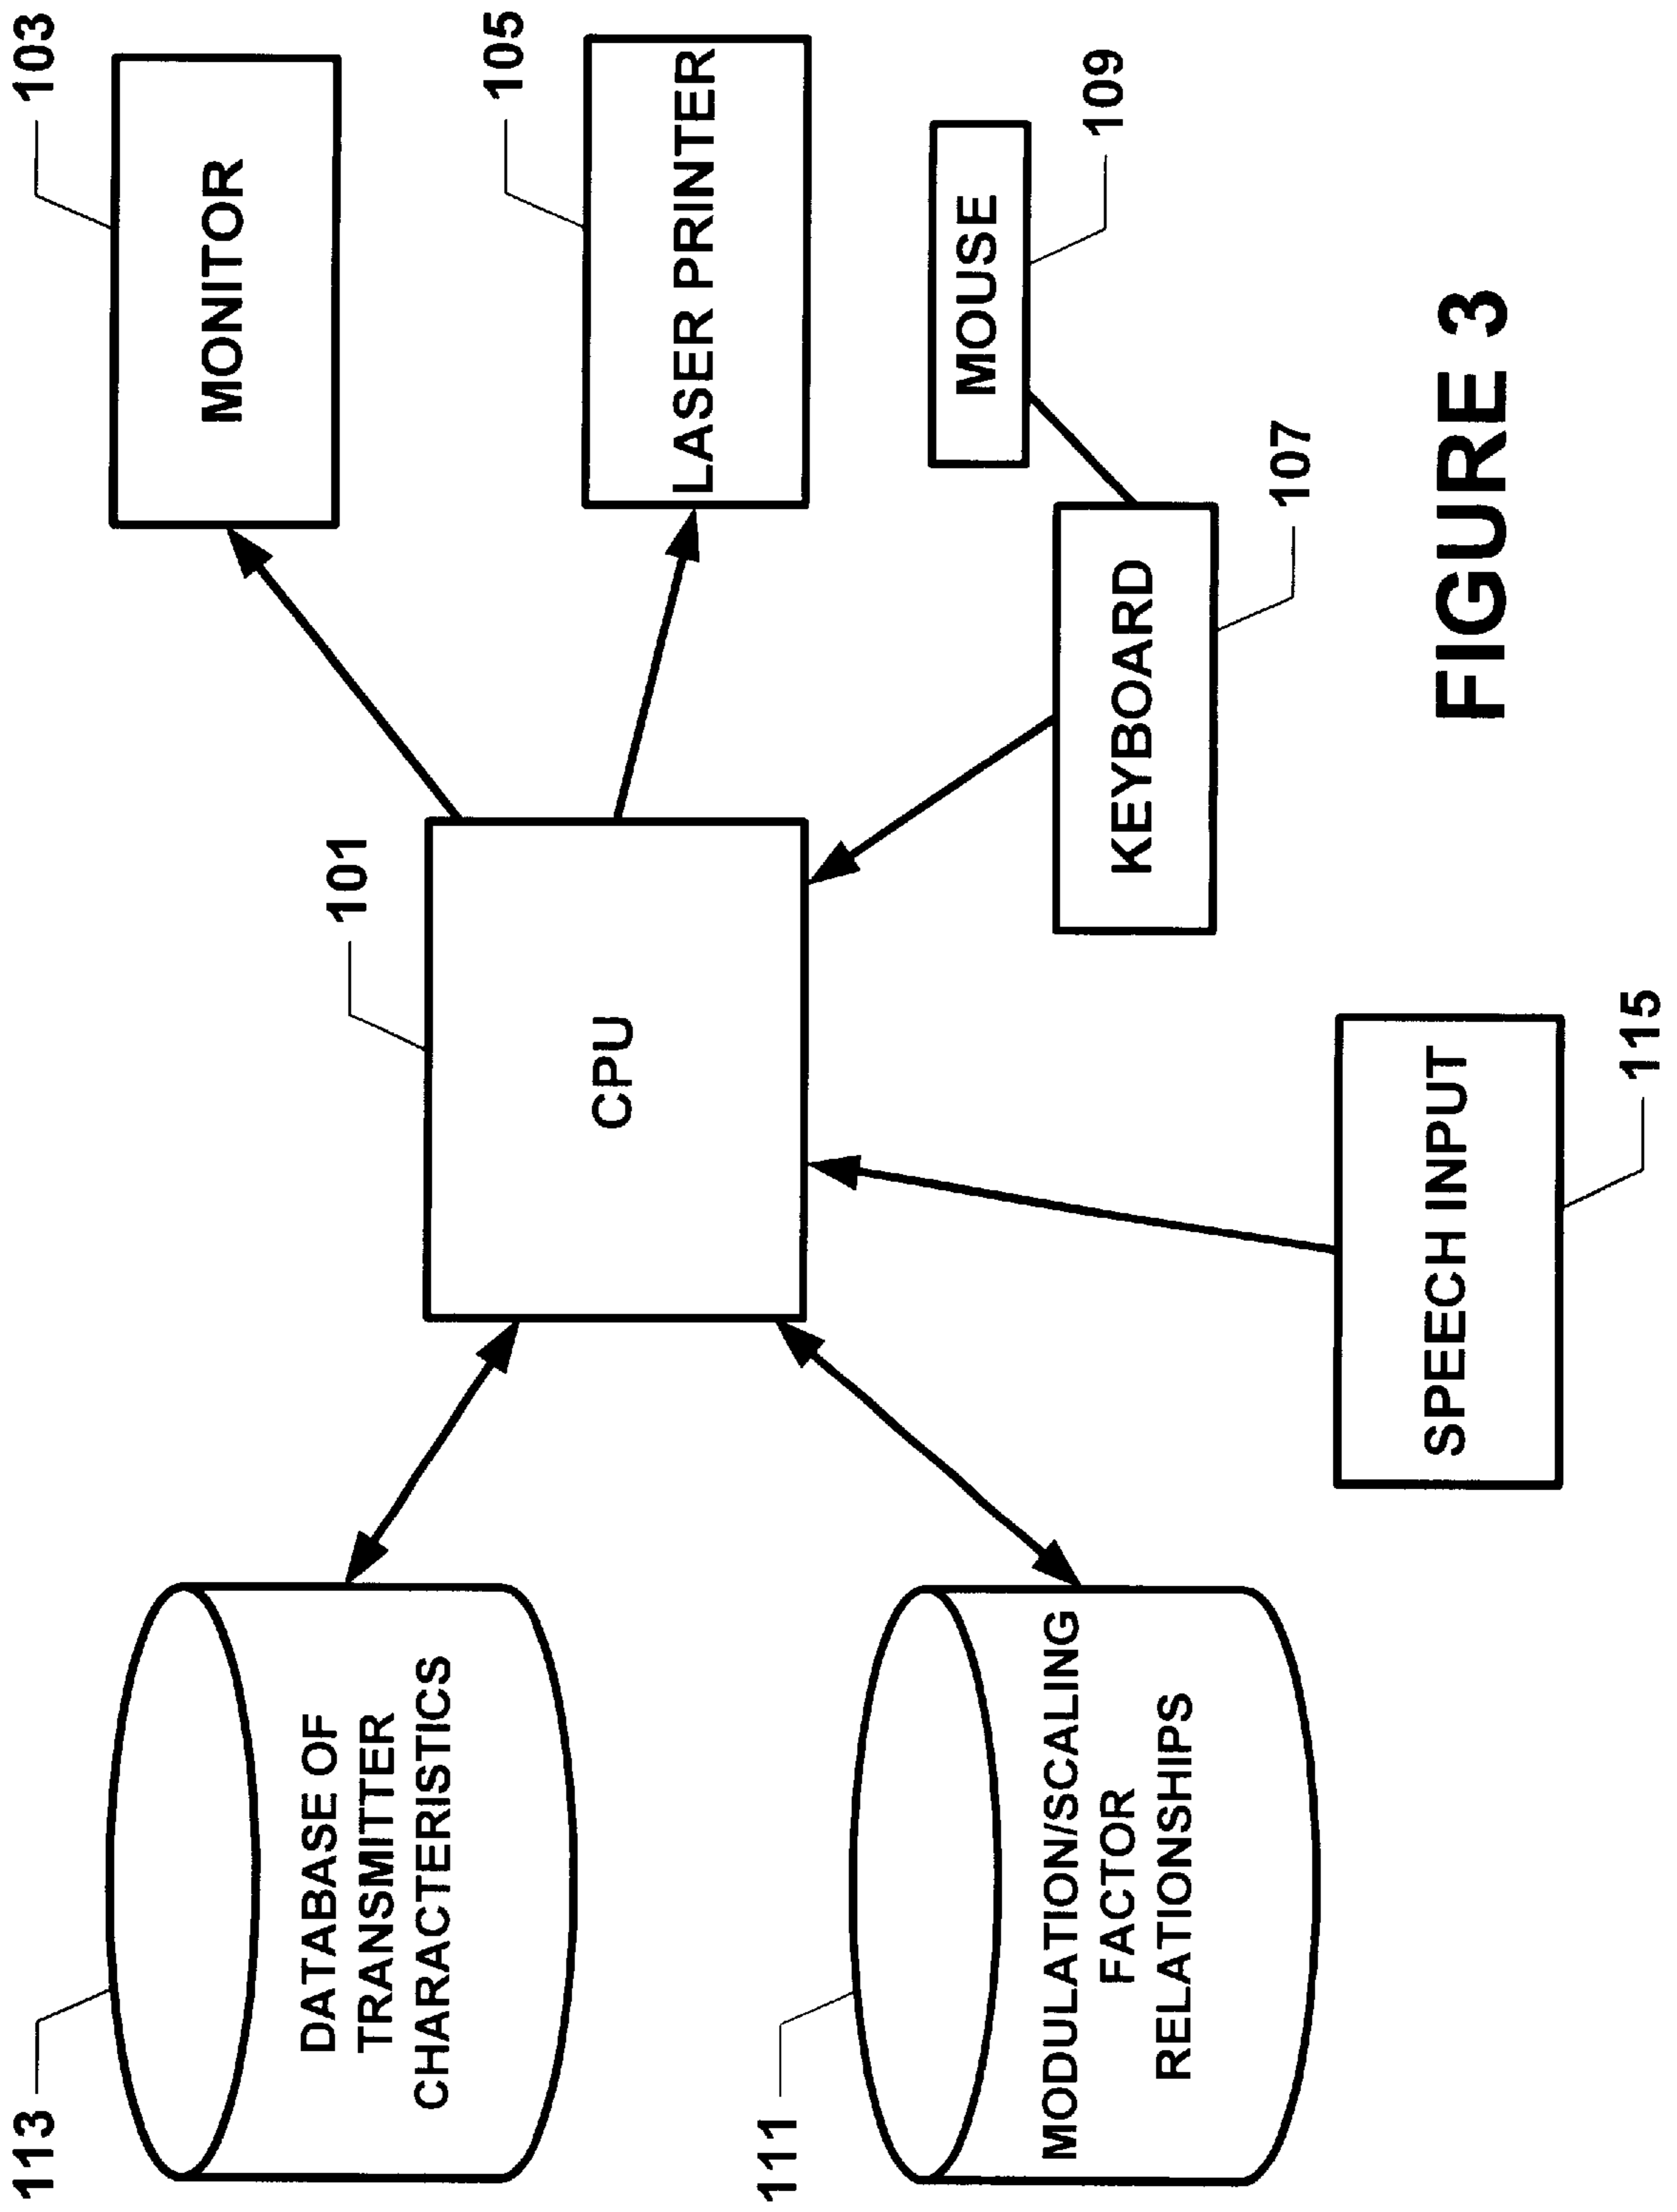 113
DATABASE OF
TRANSMITTER
CHARACTERISTICS
111
MODULATION/SCALING
FACTOR
RELATIONSHIPS
101
CPU
SPEECH INPUT
115
103
MONITOR
105
LASER PRINTER
MOUSE
109
KEYBOARD
107
FIGURE 3